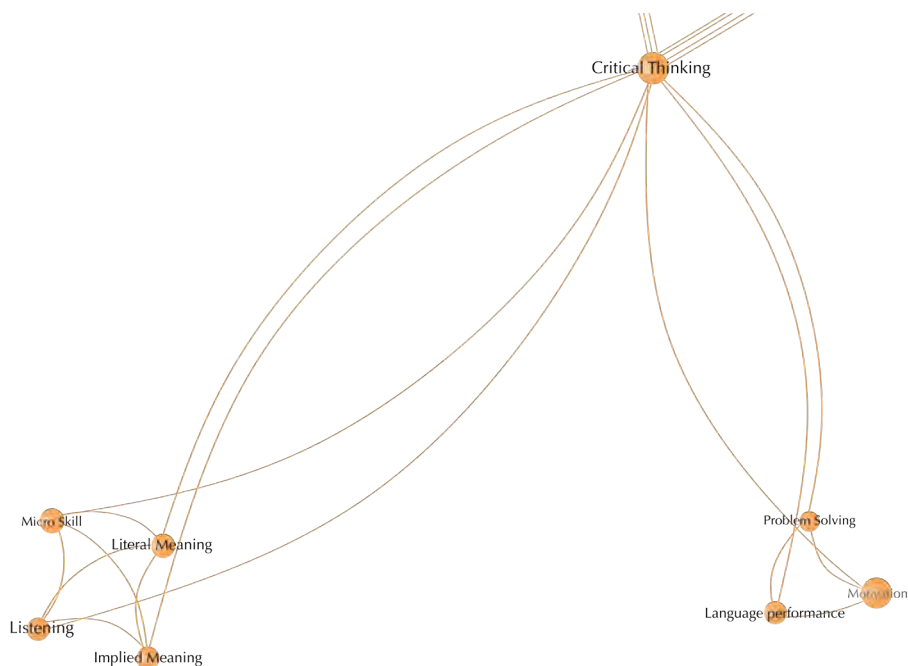 Critical Thinking
Micro Skill
Literal Meaning
Problem Solving
Motivation
Language performance
Listening
Implied Meaning